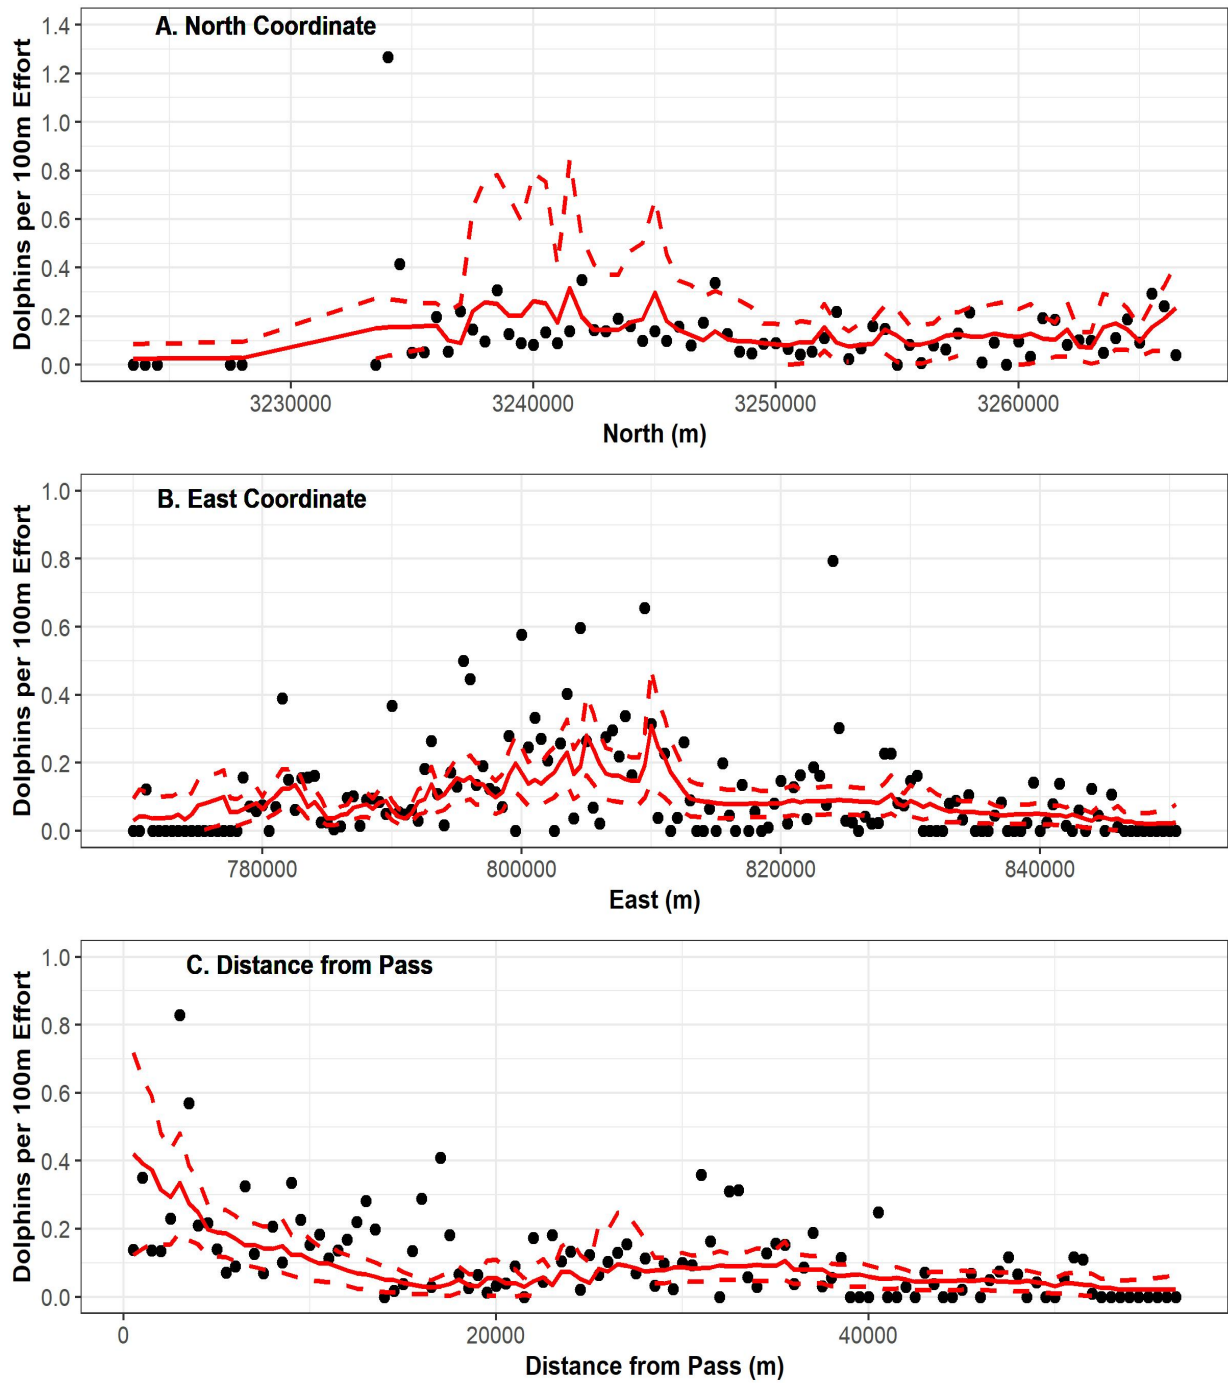 A. North Coordinate
Dolphins per 100m Effort
1.4
1.2
1.0
0.8
0.6
0.4
0.2
0.0
3230000 3240000 3250000 3260000
North (m)
B. East Coordinate
Dolphins per 100m Effort
1.0
0.8
0.6
0.4
0.2
0.0
780000 800000 820000 840000
East (m)
C. Distance from Pass
Dolphins per 100m Effort
1.0
0.8
0.6
0.4
0.2
0.0
0 20000 40000
Distance from Pass (m)